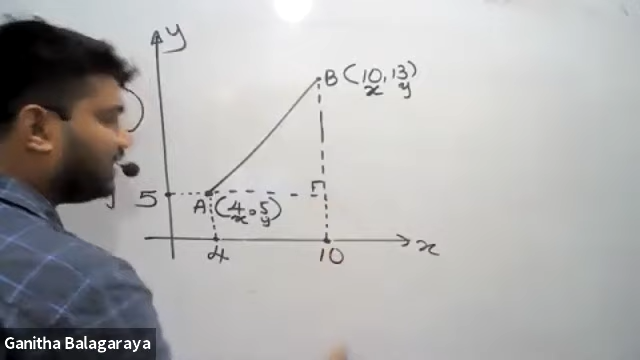 y
B (10, 13)
x y
5
A (4, 5)
x y
4
10
x
Ganitha Balagaraya